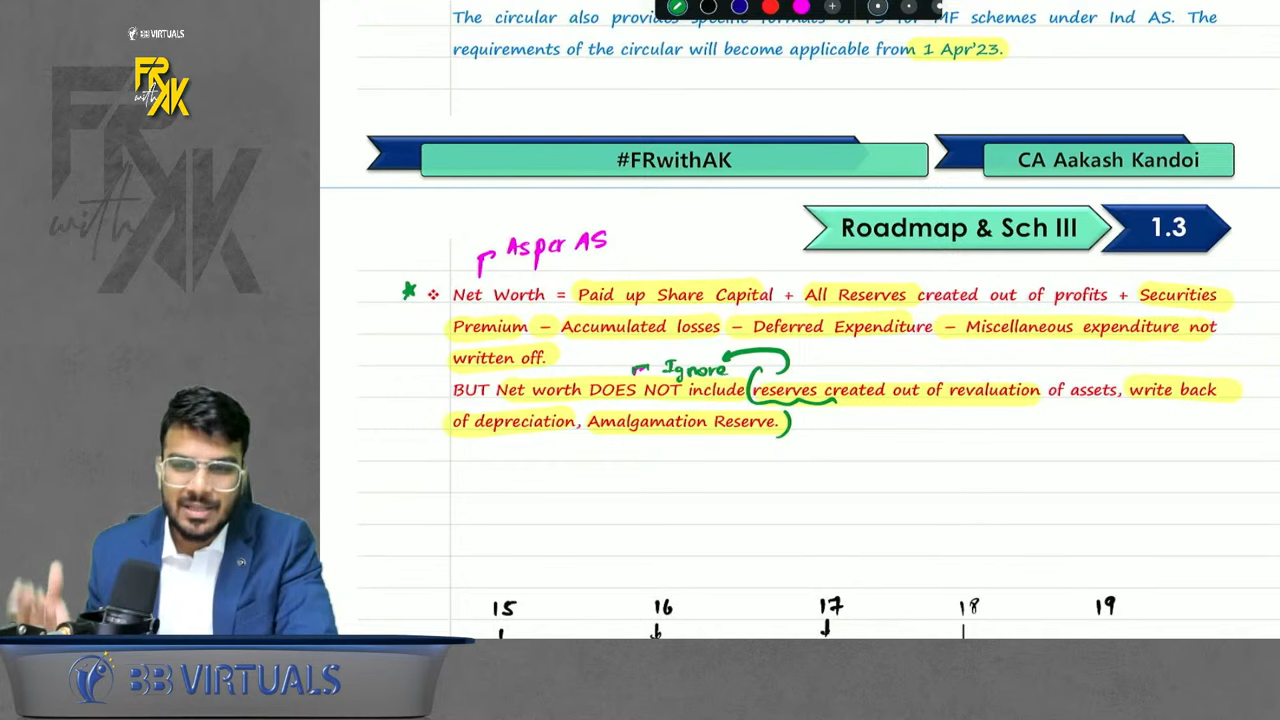 BB VIRTUALS
FR
with
AK
FR
with
AK
The circular also provides specific formats of FS for MF schemes under Ind AS. The
requirements of the circular will become applicable from 1 Apr'23.
#FRwithAK
CA Aakash Kandoi
Roadmap & Sch III
1.3
As per AS
❖ Net Worth = Paid up Share Capital + All Reserves created out of profits + Securities
Premium – Accumulated losses – Deferred Expenditure – Miscellaneous expenditure not
written off.
Ignore
BUT Net worth DOES NOT include (reserves created out of revaluation of assets, write back
of depreciation, Amalgamation Reserve.)
15 16 17 18 19
BB VIRTUALS